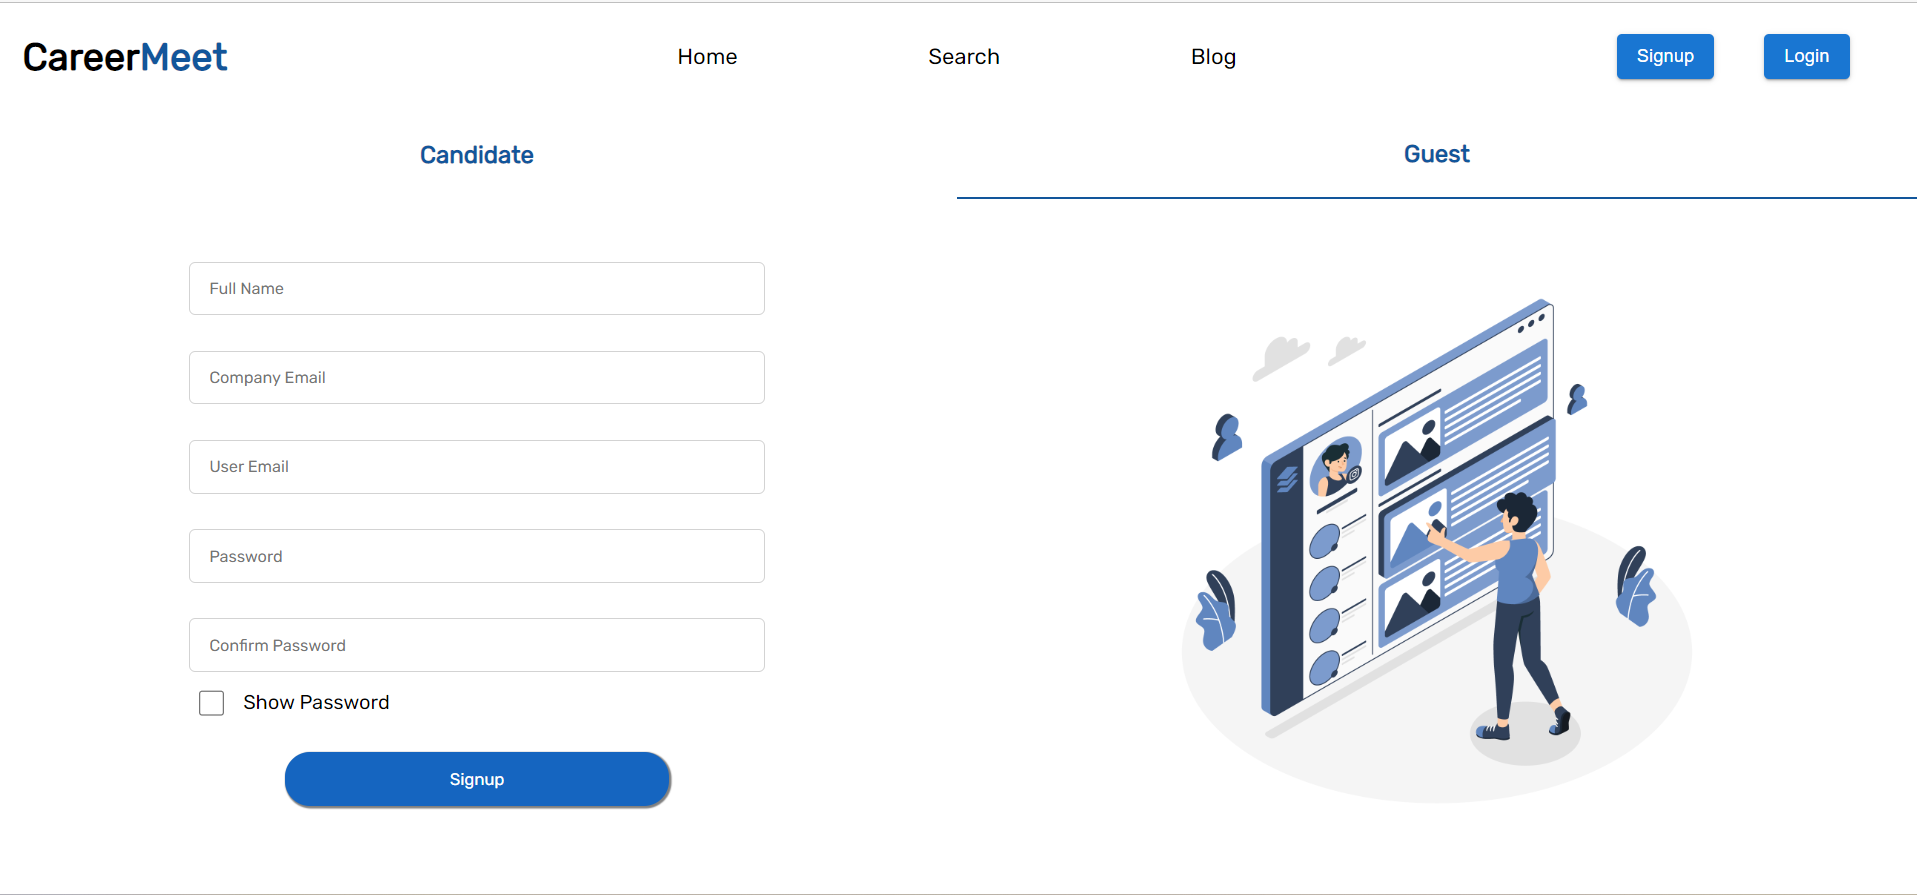 CareerMeet
Home
Search
Blog
Signup
Login
Candidate
Guest
Full Name
Company Email
User Email
Password
Confirm Password
Show Password
Signup